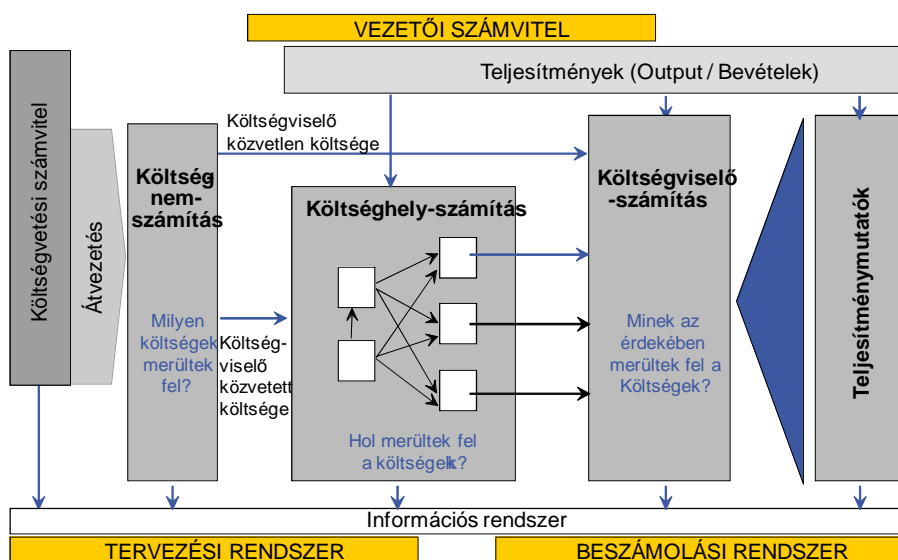 VEZETŐI SZÁMVITEL
Teljesítmények (Output / Bevételek)
Költségvetési számvitel
Átvezetés
Költség
nem-
számítás
Milyen
költségek
merültek
fel?
Költségviselő
közvetlen költsége
Költség-
viselő
közvetett
költsége
Költséghely-számítás
Hol merültek fel
a költségek?
Költségviselő
-számítás
Minek az
érdekében
merültek fel a
Költségek?
Teljesítménymutatók
Információs rendszer
TERVEZÉSI RENDSZER
BESZÁMOLÁSI RENDSZER